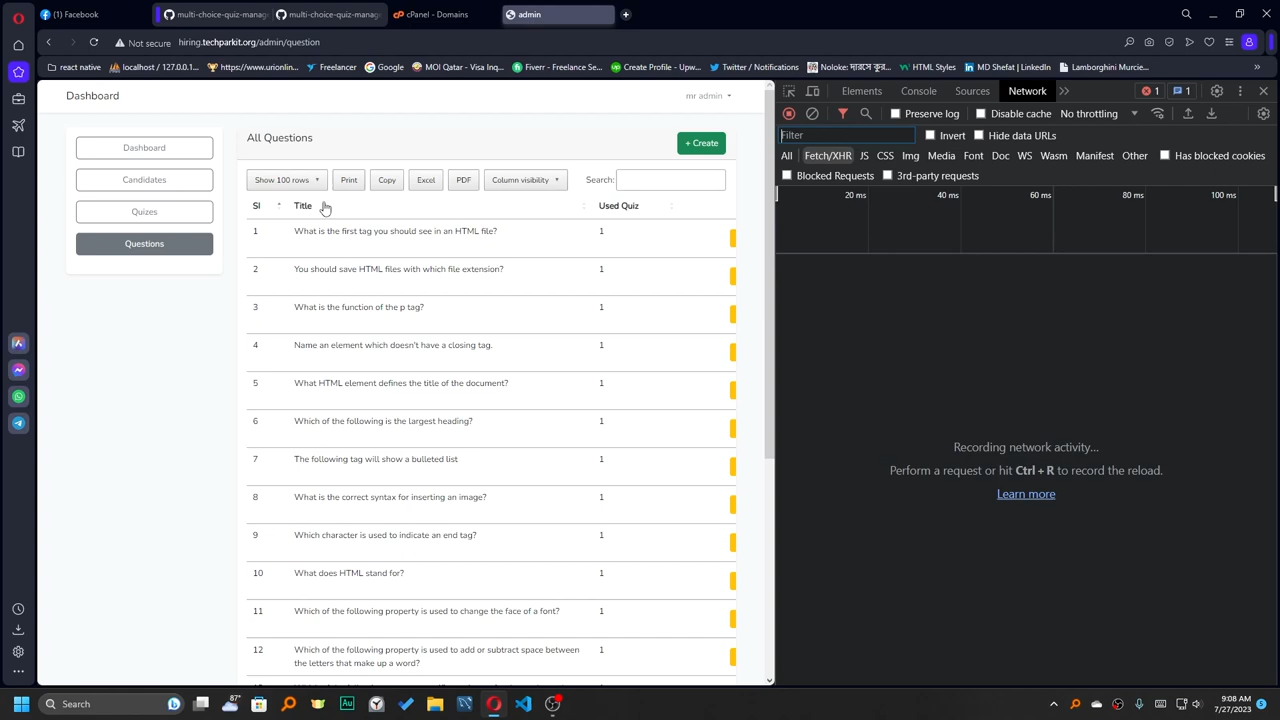 (1) Facebook
multi-choice-quiz-manag
multi-choice-quiz-manag
cPanel - Domains
admin
Not secure
hiring.techparkit.org/admin/question
react native
localhost / 127.0.0.1...
https://www.urionlin...
Freelancer
Google
MOI Qatar - Visa Inq...
Fiverr - Freelance Se...
Create Profile - Upw...
Twitter / Notifications
MD Shefat | LinkedIn
HTML Styles
Lamborghini Murcie...
Dashboard
mr admin
Dashboard
Candidates
Quizes
Questions
All Questions
+ Create
Show 100 rows
Print
Copy
Excel
PDF
Column visibility
Search:
Sl Title Used Quiz
1 What is the first tag you should see in an HTML file? 1
2 You should save HTML files with which file extension? 1
3 What is the function of the p tag? 1
4 Name an element which doesn't have a closing tag. 1
5 What HTML element defines the title of the document? 1
6 Which of the following is the largest heading? 1
7 The following tag will show a bulleted list 1
8 What is the correct syntax for inserting an image? 1
9 Which character is used to indicate an end tag? 1
10 What does HTML stand for? 1
11 Which of the following property is used to change the face of a font? 1
12 Which of the following property is used to add or subtract space between 1
the letters that make up a word?
Elements
Console
Sources
Network
1
1
Preserve log
Disable cache
No throttling
Filter
Invert
Hide data URLs
All
Fetch/XHR
JS
CSS
Img
Media
Font
Doc
WS
Wasm
Manifest
Other
Has blocked cookies
Blocked Requests
3rd-party requests
20 ms
40 ms
60 ms
80 ms
100 ms
Recording network activity...
Perform a request or hit Ctrl + R to record the reload.
Learn more
Search
87°
9:08 AM
7/27/2023
5